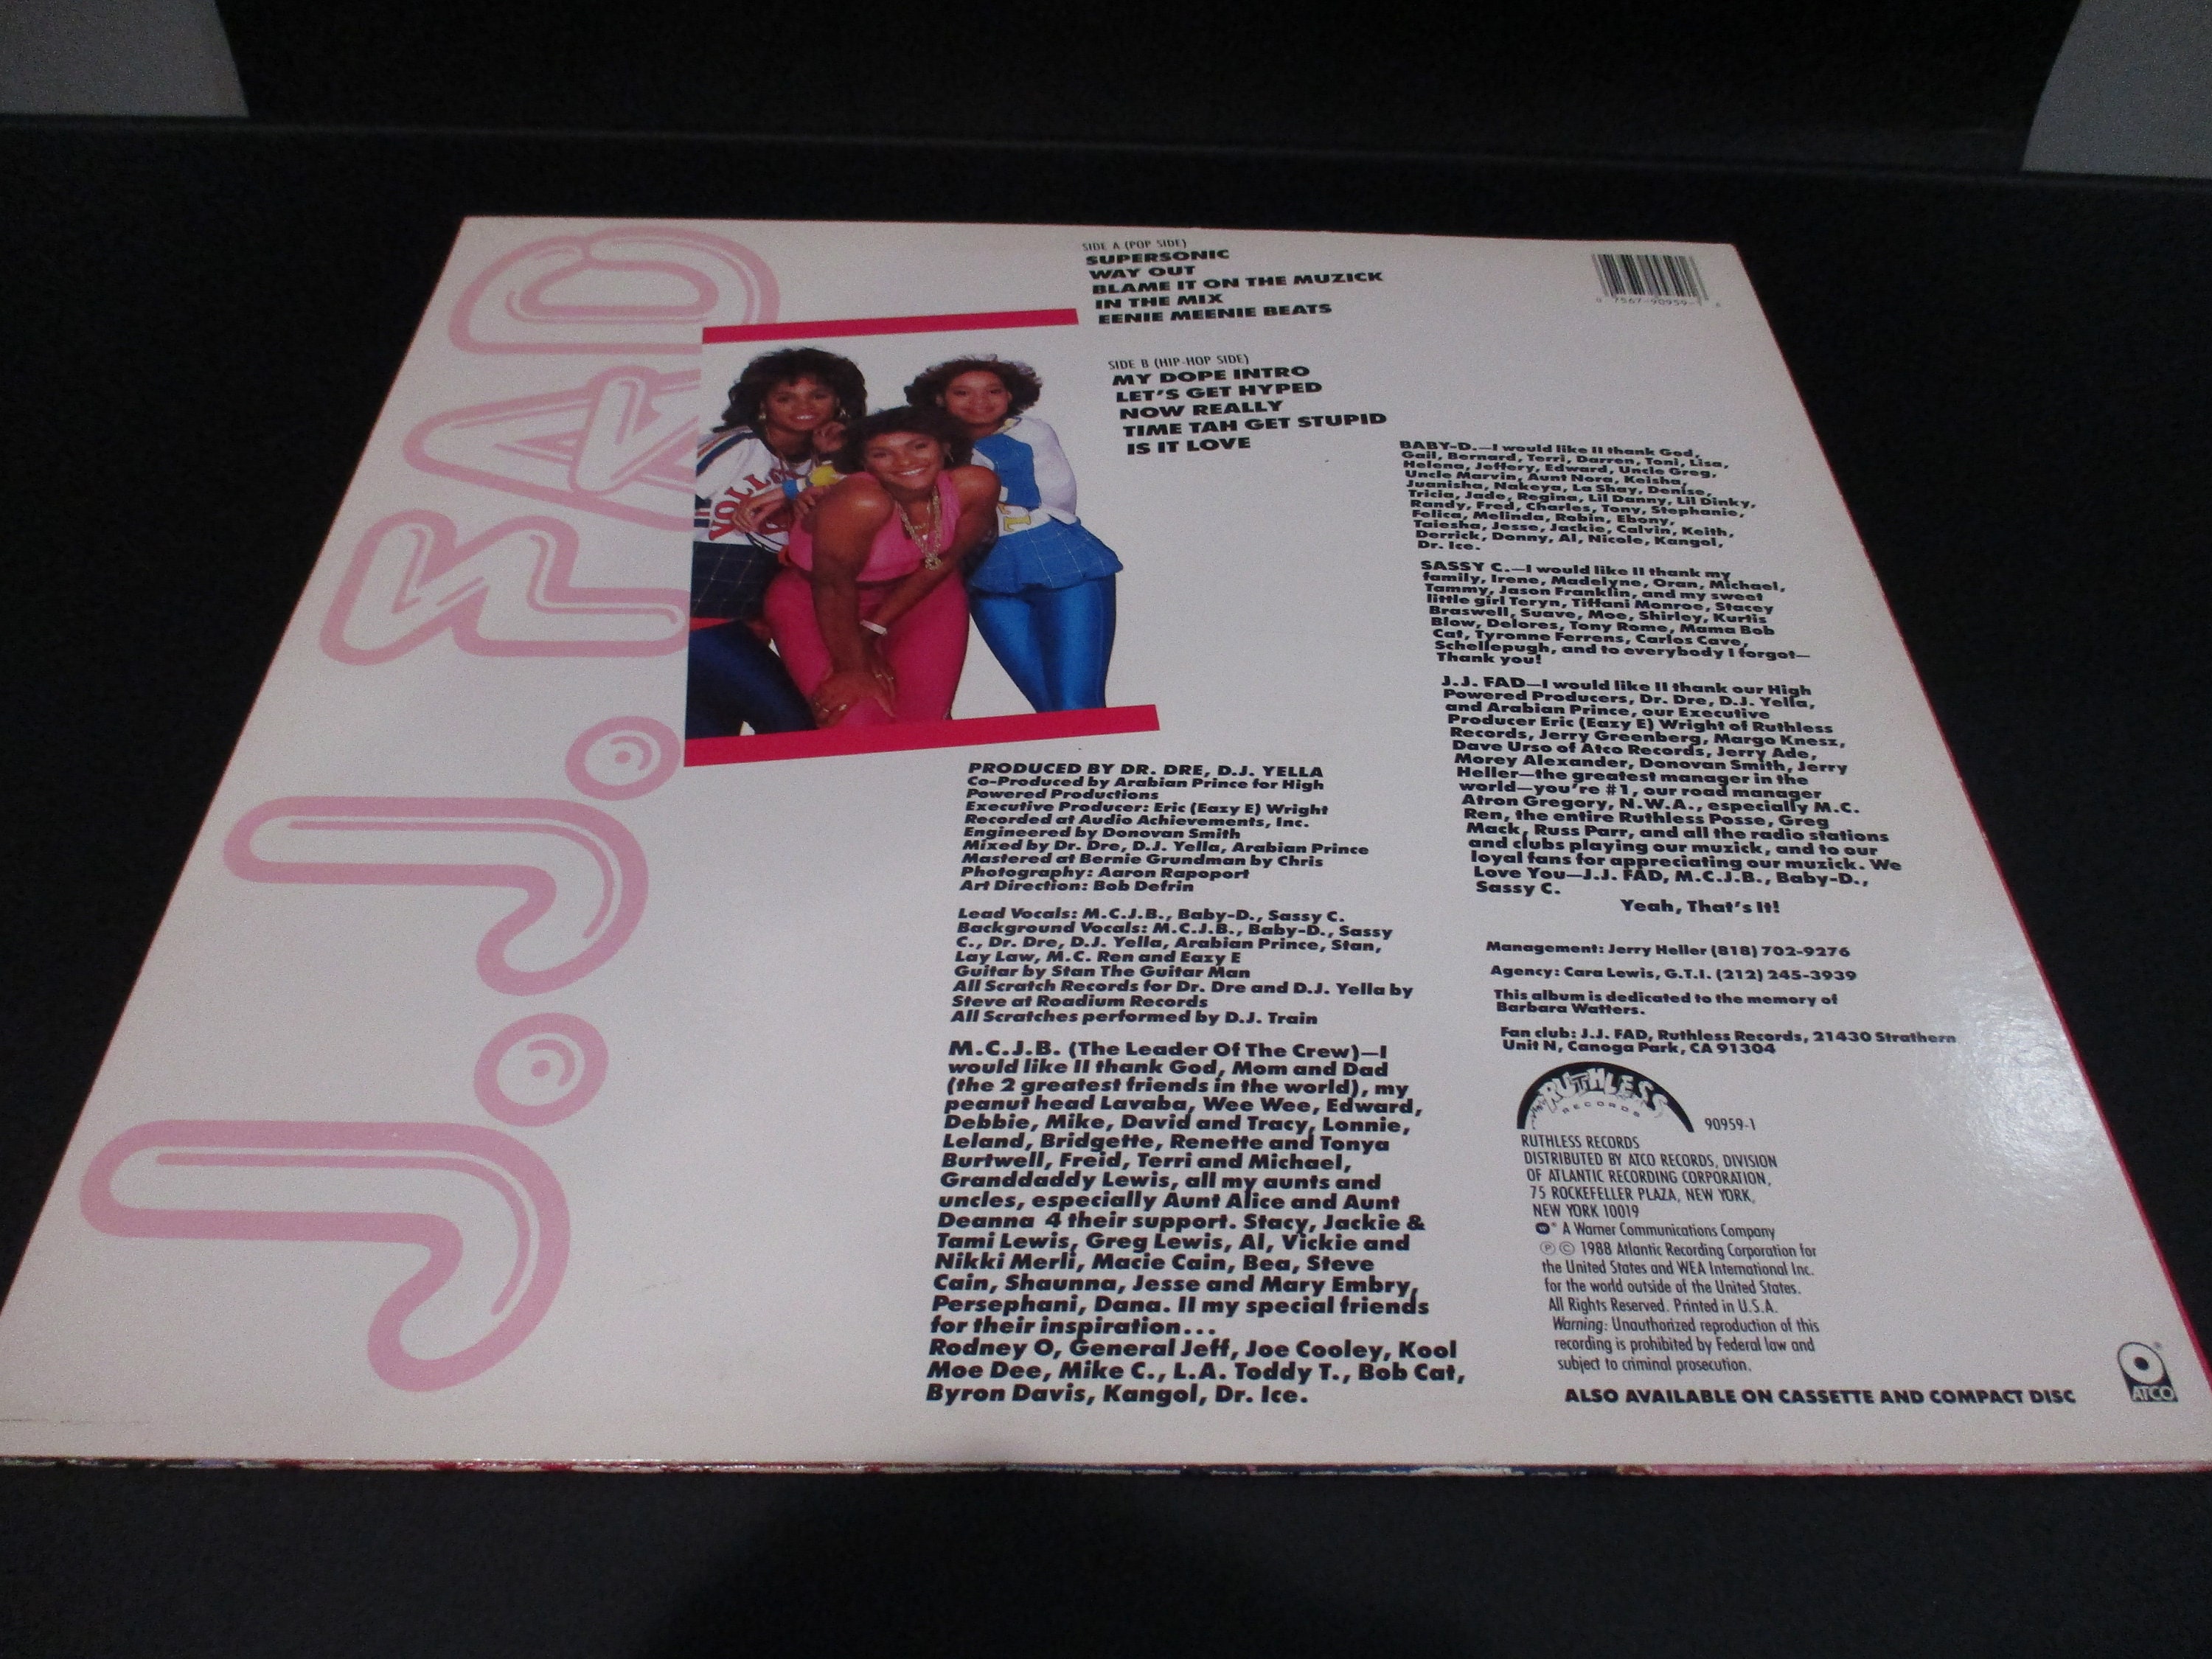 J.J. FAD
SIDE A (POP SIDE)
SUPERSONIC
WAY OUT
BLAME IT ON THE MUZICK
IN THE MIX
EENIE MEENIE BEATS
SIDE B (HIP-HOP SIDE)
MY DOPE INTRO
LET'S GET HYPED
NOW REALLY
TIME TAH GET STUPID
IS IT LOVE
PRODUCED BY DR. DRE, D.J. YELLA
Co-Produced by Arabian Prince for High
Powered Productions
Executive Producer: Eric (Eazy E) Wright
Recorded at Audio Achievements, Inc.
Engineered by Donovan Smith
Mixed by Dr. Dre, D.J. Yella, Arabian Prince
Mastered at Bernie Grundman by Chris
Photography: Aaron Rapoport
Art Direction: Bob Defrin
Lead Vocals: M.C.J.B., Baby-D., Sassy C.
Background Vocals: M.C.J.B., Baby-D., Sassy
C., Dr. Dre, D.J. Yella, Arabian Prince, Stan,
Lay Law, M.C. Ren and Eazy E
Guitar by Stan The Guitar Man
All Scratch Records for Dr. Dre and D.J. Yella by
Steve at Roadium Records
All Scratches performed by D.J. Train
M.C.J.B. (The Leader Of The Crew)—I
would like II thank God, Mom and Dad
(the 2 greatest friends in the world), my
peanut head Lavaba, Wee Wee, Edward,
Debbie, Mike, David and Tracy, Lonnie,
Leland, Bridgette, Renette and Tonya
Burtwell, Freid, Terri and Michael,
Granddaddy Lewis, all my aunts and
uncles, especially Aunt Alice and Aunt
Deanna 4 their support. Stacy, Jackie &
Tami Lewis, Greg Lewis, Al, Vickie and
Nikki Merli, Macie Cain, Bea, Steve
Cain, Shaunna, Jesse and Mary Embry,
Persephani, Dana. II my special friends
for their inspiration...
Rodney O, General Jeff, Joe Cooley, Kool
Moe Dee, Mike C., L.A. Toddy T., Bob Cat,
Byron Davis, Kangol, Dr. Ice.
BABY-D.—I would like II thank God,
Gail, Bernard, Terri, Darren, Toni, Lisa,
Helena, Jeffery, Edward, Uncle Greg,
Uncle Marvin, Aunt Nora, Keisha,
Juanisha, Nakeya, La Shay, Denise,
Tricia, Jade, Regina, Lil Danny, Lil Dinky,
Randy, Fred, Charles, Tony, Stephanie,
Felica, Melinda, Robin, Ebony,
Taiesha, Jesse, Jackie, Calvin, Keith,
Derrick, Donny, Al, Nicole, Kangol,
Dr. Ice.
SASSY C.—I would like II thank my
family, Irene, Madelyne, Oran, Michael,
Tammy, Jason Franklin, and my sweet
little girl Teryn, Tiffani Monroe, Stacey
Braswell, Suave, Moe, Shirley, Kurtis
Blow, Delores, Tony Rome, Mama Bob
Cat, Tyronne Ferrens, Carlos Cave,
Schellepugh, and to everybody I forgot—
Thank you!
J.J. FAD—I would like II thank our High
Powered Producers, Dr. Dre, D.J. Yella,
and Arabian Prince, our Executive
Producer Eric (Eazy E) Wright of Ruthless
Records, Jerry Greenberg, Margo Knesz,
Dave Urso of Atco Records, Jerry Ade,
Morey Alexander, Donovan Smith, Jerry
Heller—the greatest manager in the
world—you're #1, our road manager
Atron Gregory, N.W.A., especially M.C.
Ren, the entire Ruthless Posse, Greg
Mack, Russ Parr, and all the radio stations
and clubs playing our muzick, and to our
loyal fans for appreciating our muzick. We
Love You—J.J. FAD, M.C.J.B., Baby-D.,
Sassy C.
Yeah, That's It!
Management: Jerry Heller (818) 702-9276
Agency: Cara Lewis, G.T.I. (212) 245-3939
This album is dedicated to the memory of
Barbara Watters.
Fan club: J.J. FAD, Ruthless Records, 21430 Strathern
Unit N, Canoga Park, CA 91304
RUTHLESS
RECORDS
90959-1
RUTHLESS RECORDS
DISTRIBUTED BY ATCO RECORDS, DIVISION
OF ATLANTIC RECORDING CORPORATION,
75 ROCKEFELLER PLAZA, NEW YORK,
NEW YORK 10019
A Warner Communications Company
℗ © 1988 Atlantic Recording Corporation for
the United States and WEA International Inc.
for the world outside of the United States.
All Rights Reserved. Printed in U.S.A.
Warning: Unauthorized reproduction of this
recording is prohibited by Federal law and
subject to criminal prosecution.
ALSO AVAILABLE ON CASSETTE AND COMPACT DISC
ATCO